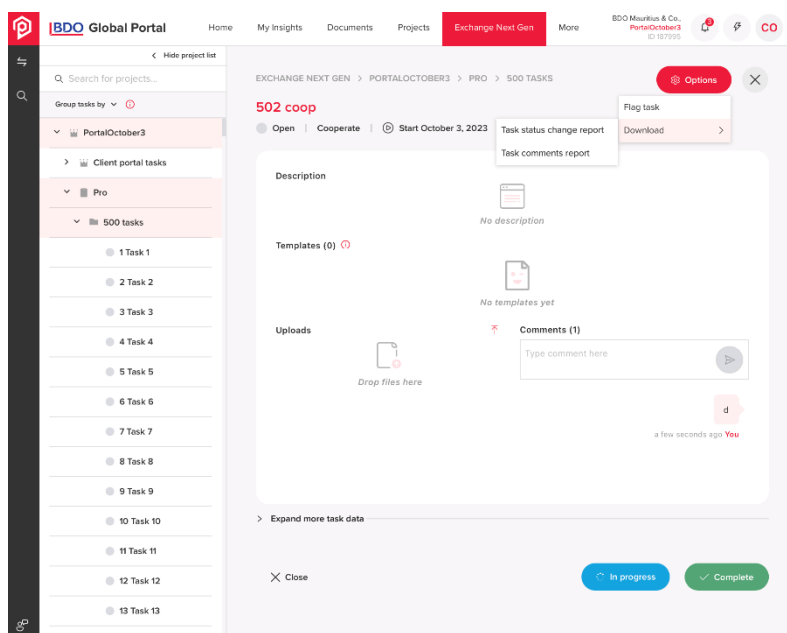 BDO Global Portal
Home
My Insights
Documents
Projects
Exchange Next Gen
More
BDO Mauritius & Co..
PortalOctober3
ID 187995
9
CO
Hide project list
Search for projects...
Group tasks by
PortalOctober3
Client portal tasks
Pro
500 tasks
1 Task 1
2 Task 2
3 Task 3
4 Task 4
5 Task 5
6 Task 6
7 Task 7
8 Task 8
9 Task 9
10 Task 10
11 Task 11
12 Task 12
13 Task 13
EXCHANGE NEXT GEN > PORTALOCTOBER3 > PRO > 500 TASKS
Options
Flag task
Download
Task status change report
Task comments report
502 coop
Open | Cooperate | Start October 3, 2023
Description
No description
Templates (0)
No templates yet
Uploads
Drop files here
Comments (1)
Type comment here
d
a few seconds ago You
Expand more task data
Close
In progress
Complete